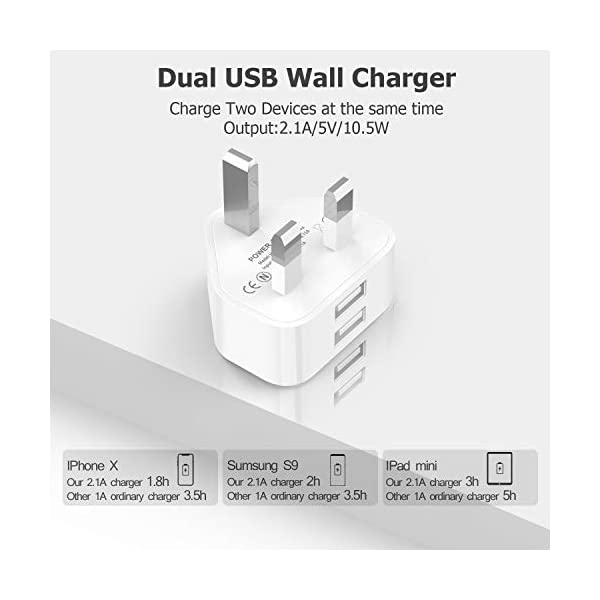 Dual USB Wall Charger
Charge Two Devices at the same time
Output:2.1A/5V/10.5W
POWER
CE N
IPhone X
Our 2.1A charger 1.8h
Other 1A ordinary charger 3.5h
Sumsung S9
Our 2.1A charger 2h
Other 1A ordinary charger 3.5h
IPad mini
Our 2.1A charger 3h
Other 1A ordinary charger 5h